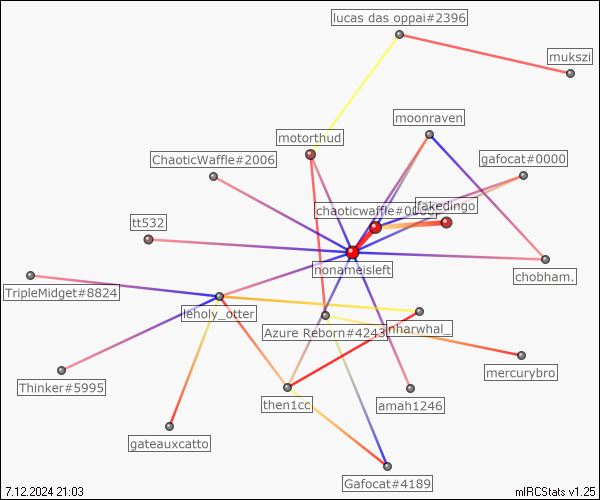 lucas das oppai#2396
mukszi
moonraven
motorthud
ChaoticWaffle#2006
gafocat#0000
chaoticwaffle#0000
fakedingo
tt532
nonameisleft
chobham.
TripleMidget#8824
leholy_otter
Azure Reborn#4243
mercurybro
Thinker#5995
then1cc
amah1246
gateauxcatto
Gafocat#4189
7.12.2024 21:03
mIRCStats v1.25